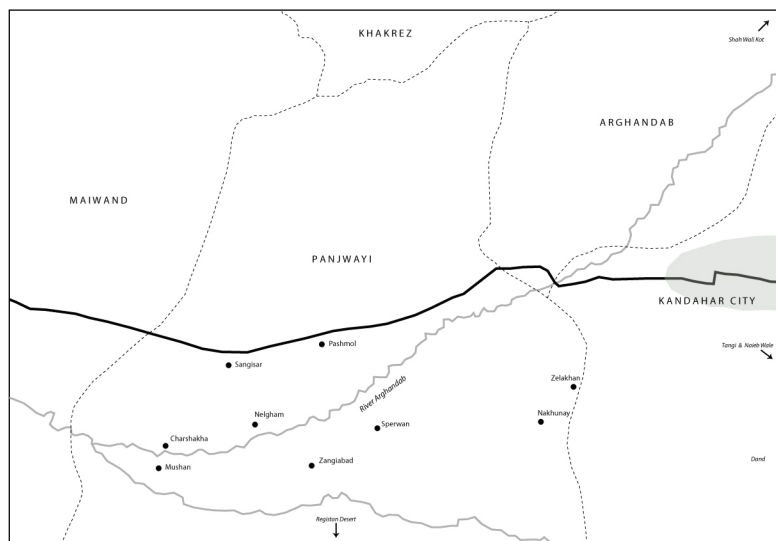 KHAKREZ
Shah Wali Kot
ARGHANDAB
MAIWAND
PANJWAYI
KANDAHAR CITY
Pashmol
Tangi & Naieb Wale
Sangisar
River Arghandab
Zelakhan
Nelgham
Sperwan
Nakhunay
Charshakha
Mushan
Zangiabad
Dand
Registan Desert